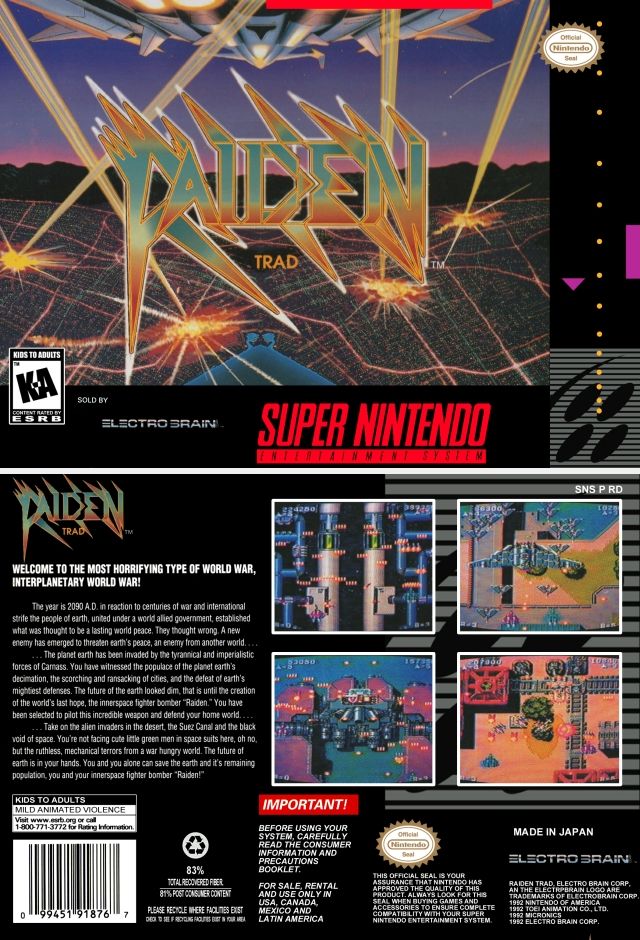 Official
Nintendo
Seal
RAIDEN
TRAD
TM
KIDS TO ADULTS
TM
K-A
CONTENT RATED BY
ESRB
SOLD BY
ELECTRO BRAIN
SUPER NINTENDO
ENTERTAINMENT SYSTEM
SNS P RD
RAIDEN
TRAD
TM
WELCOME TO THE MOST HORRIFYING TYPE OF WORLD WAR,
INTERPLANETARY WORLD WAR!
The year is 2090 A.D. in reaction to centuries of war and international
strife the people of earth, united under a world allied government, established
what was thought to be a lasting world peace. They thought wrong. A new
enemy has emerged to threaten earth's peace, an enemy from another world. . . .
. . . The planet earth has been invaded by the tyrannical and imperialistic
forces of Carnass. You have witnessed the populace of the planet earth's
decimation, the scorching and ransacking of cities, and the defeat of earth's
mightiest defenses. The future of the earth looked dim, that is until the creation
of the world's last hope, the innerspace fighter bomber "Raiden." You have
been selected to pilot this incredible weapon and defend your home world. . . .
. . . Take on the alien invaders in the desert, the Suez Canal and the black
void of space. You're not facing cute little green men in space suits here, oh no,
but the ruthless, mechanical terrors from a war hungry world. The future of
earth is in your hands. You and you alone can save the earth and it's remaining
population, you and your innerspace fighter bomber "Raiden!"
KIDS TO ADULTS
MILD ANIMATED VIOLENCE
Visit www.esrb.org or call
1-800-771-3772 for Rating Information.
0 99451 91876 7
83%
TOTAL RECOVERED FIBER,
81% POST CONSUMER CONTENT
PLEASE RECYCLE WHERE FACILITES EXIST
CHECK TO SEE IF RECYCLING FACILITIES EXIST IN YOUR AREA
IMPORTANT!
BEFORE USING YOUR
SYSTEM, CAREFULLY
READ THE CONSUMER
INFORMATION AND
PRECAUTIONS
BOOKLET.
FOR SALE, RENTAL
AND USE ONLY IN
USA, CANADA,
MEXICO AND
LATIN AMERICA
Official
Nintendo
Seal
THIS OFFICIAL SEAL IS YOUR
ASSURANCE THAT NINTENDO HAS
APPROVED THE QUALITY OF THIS
PRODUCT. ALWAYS LOOK FOR THIS
SEAL WHEN BUYING GAMES AND
ACCESSORIES TO ENSURE COMPLETE
COMPATIBILITY WITH YOUR SUPER
NINTENDO ENTERTAINMENT SYSTEM.
MADE IN JAPAN
ELECTRO BRAIN
RAIDEN TRAD, ELECTRO BRAIN CORP,
AN THE ELECTRPBRAIN LOGO ARE
TRADEMARKS OF ELECTROBRAIN CORP.
1992 NINTENDO OF AMERICA
1992 TOEI ANIMATION CO., LTD.
1992 MICRONICS
1992 ELECTRO BRAIN CORP.